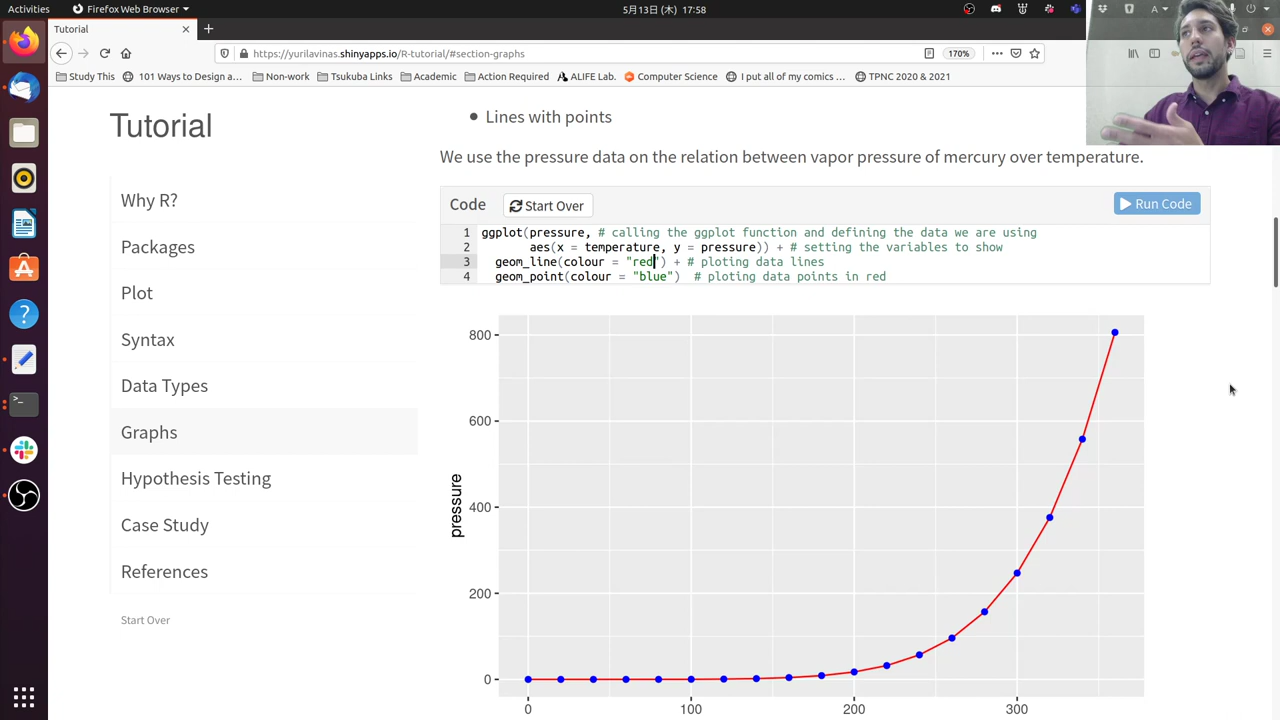 Activities
Firefox Web Browser
5月13日 (木) 17:58
A
Tutorial
https://yurilavinas.shinyapps.io/R-tutorial/#section-graphs
170%
Study This
101 Ways to Design a…
Non-work
Tsukuba Links
Academic
Action Required
ALIFE Lab.
Computer Science
I put all of my comics …
TPNC 2020 & 2021
Tutorial
Why R?
Packages
Plot
Syntax
Data Types
Graphs
Hypothesis Testing
Case Study
References
Start Over
Lines with points
We use the pressure data on the relation between vapor pressure of mercury over temperature.
Code
Start Over
Run Code
1 ggplot(pressure, # calling the ggplot function and defining the data we are using
2 aes(x = temperature, y = pressure)) + # setting the variables to show
3 geom_line(colour = "red") + # ploting data lines
4 geom_point(colour = "blue") # ploting data points in red
800
600
400
200
0
pressure
0
100
200
300